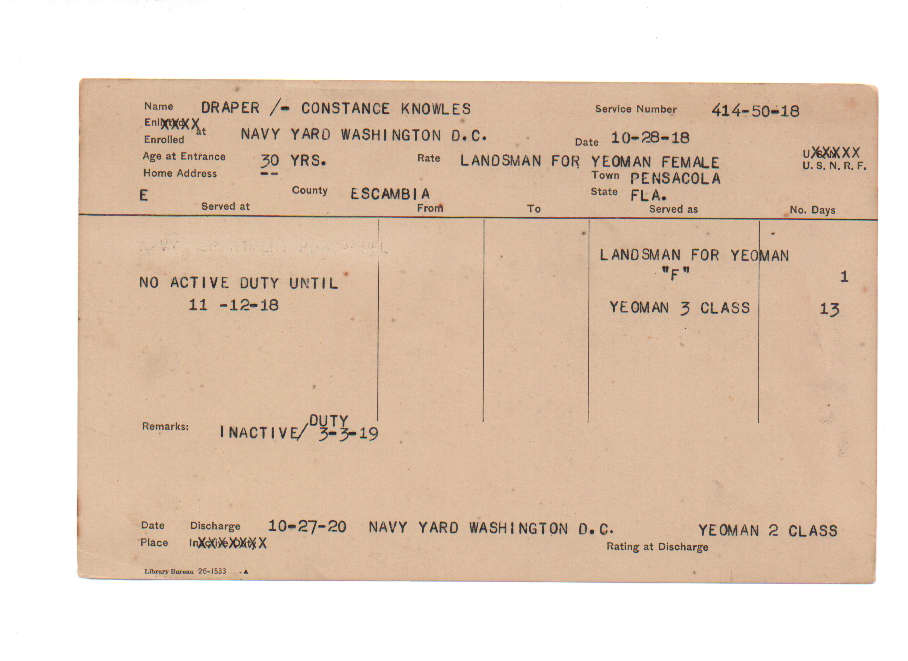 Name DRAPER /- CONSTANCE KNOWLES Service Number 414-50-18
Enrolled at NAVY YARD WASHINGTON D.C. Date 10-28-18
Age at Entrance 30 YRS. Rate LANDSMAN FOR YEOMAN FEMALE U. S. N. R. F.
Home Address -- Town PENSACOLA
E County ESCAMBIA State FLA.
Served at From To Served as No. Days
LANDSMAN FOR YEOMAN
"F" 1
NO ACTIVE DUTY UNTIL
11 -12-18 YEOMAN 3 CLASS 13
Remarks: INACTIVE/DUTY 3-3-19
Date Discharge 10-27-20 NAVY YARD WASHINGTON D.C. YEOMAN 2 CLASS
Place Rating at Discharge
Library Bureau 26-1533